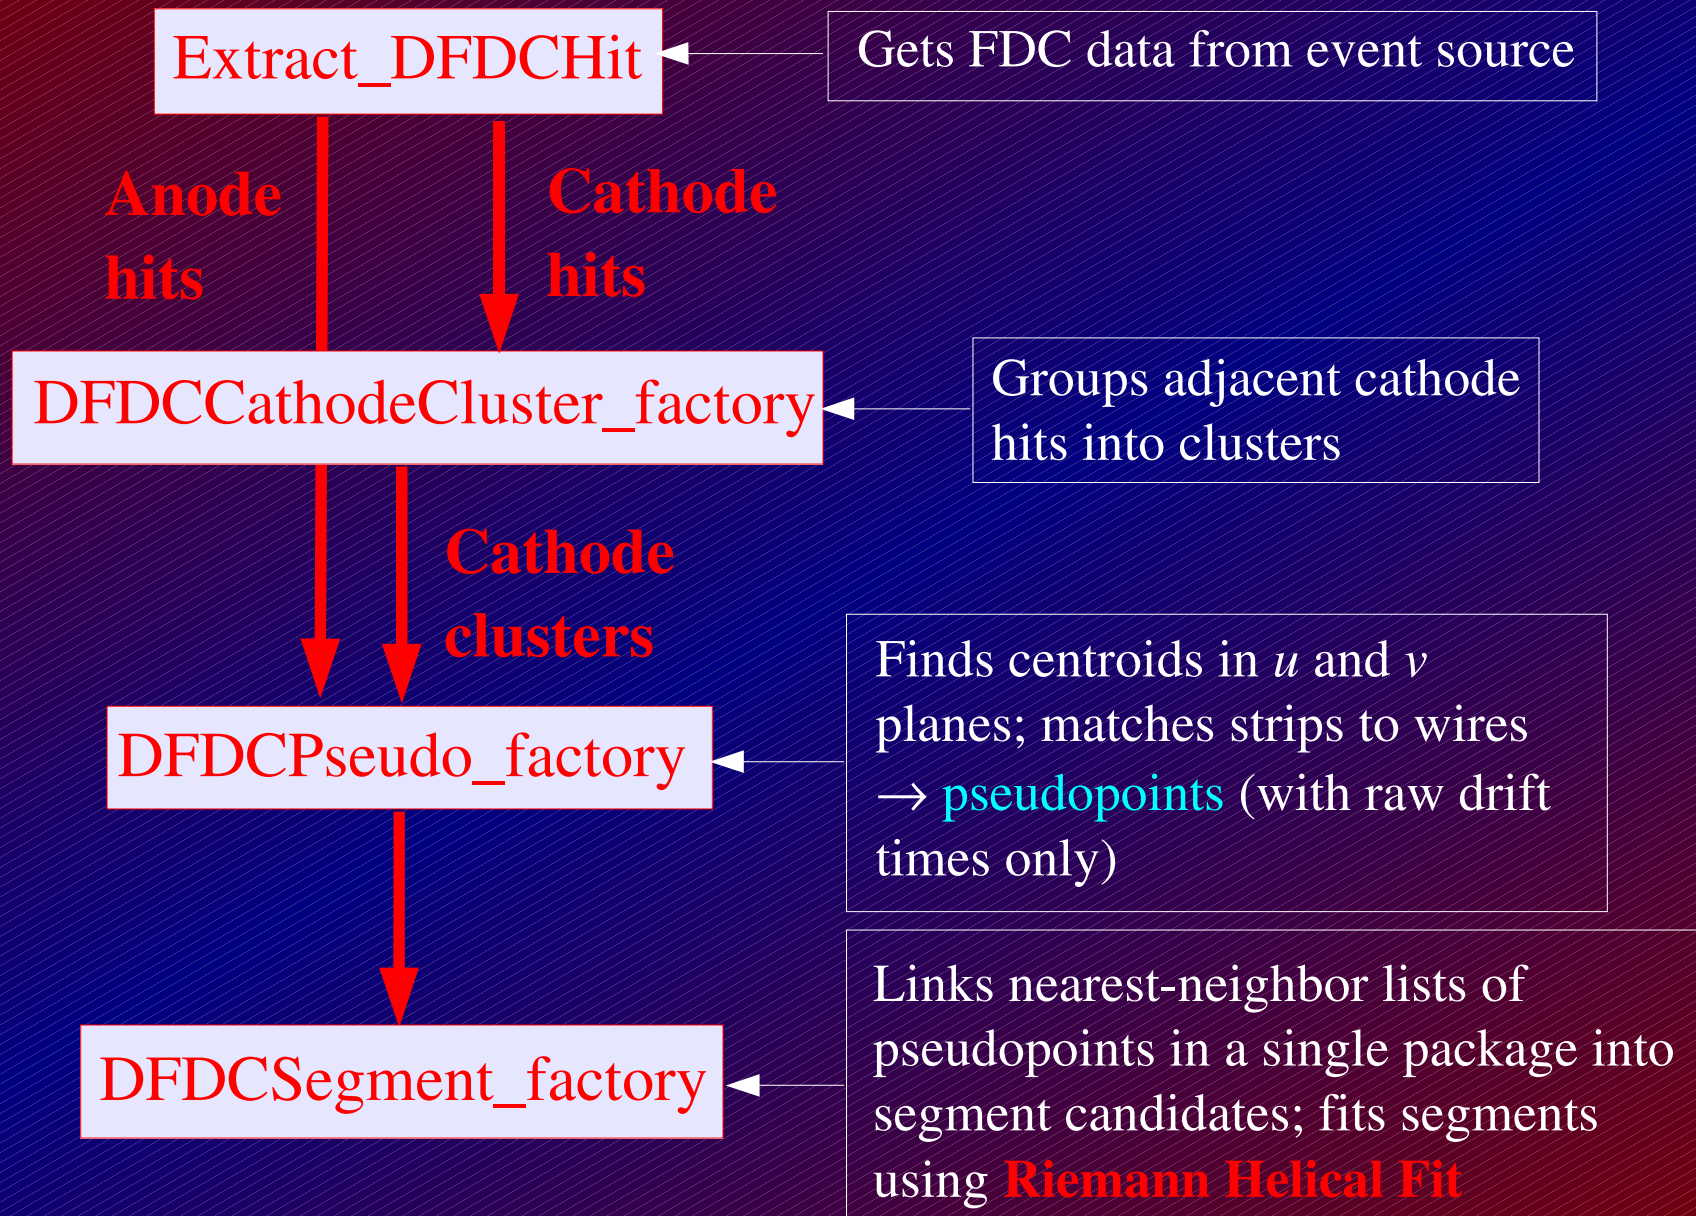 Extract_DFDCHit
Gets FDC data from event source
Anode
hits
Cathode
hits
DFDCCathodeCluster_factory
Groups adjacent cathode
hits into clusters
Cathode
clusters
DFDCPseudo_factory
Finds centroids in u and v
planes; matches strips to wires
→ pseudopoints (with raw drift
times only)
DFDCSegment_factory
Links nearest-neighbor lists of
pseudopoints in a single package into
segment candidates; fits segments
using Riemann Helical Fit